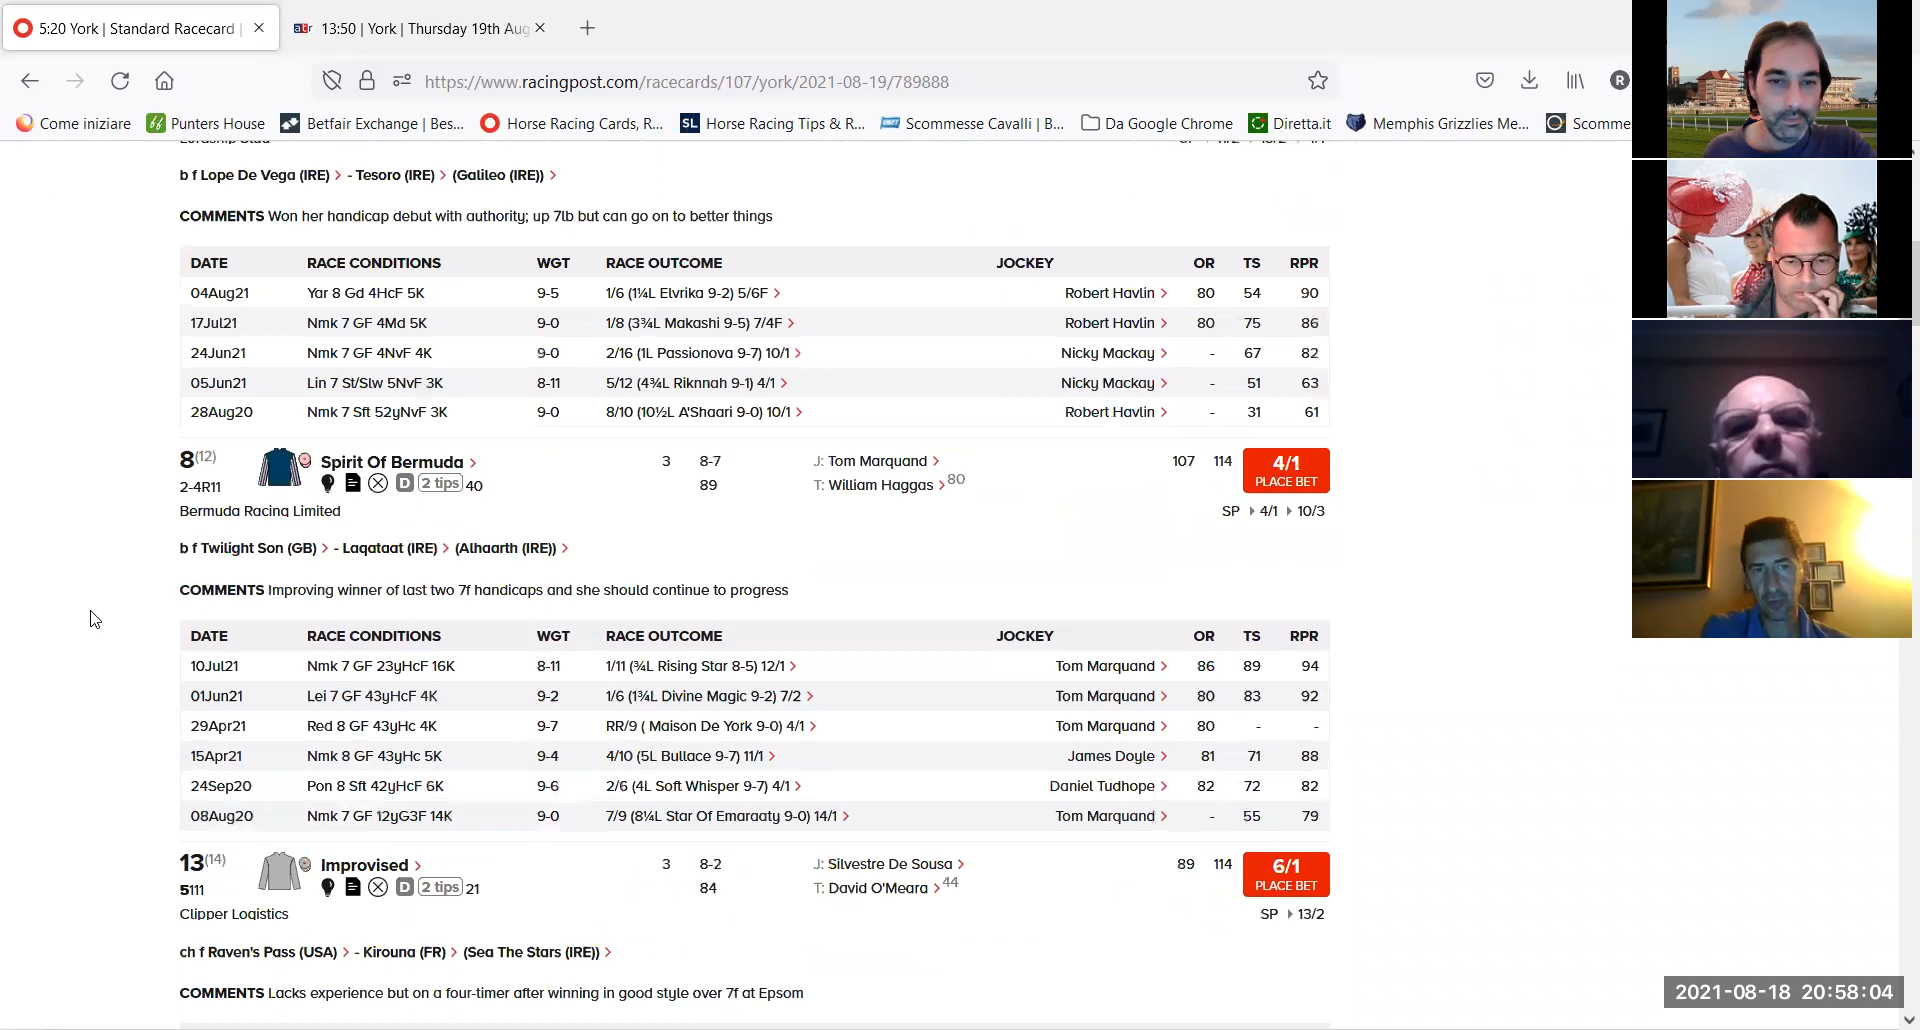 5:20 York | Standard Racecard |
atr 13:50 | York | Thursday 19th Aug
https://www.racingpost.com/racecards/107/york/2021-08-19/789888
R
Come iniziare Punters House Betfair Exchange | Bes... Horse Racing Cards, R... SL Horse Racing Tips & R... Scommesse Cavalli | B... Da Google Chrome Diretta.it Memphis Grizzlies Me... Scomme
b f Lope De Vega (IRE) > - Tesoro (IRE) > (Galileo (IRE)) >
COMMENTS Won her handicap debut with authority; up 7lb but can go on to better things
DATE RACE CONDITIONS WGT RACE OUTCOME JOCKEY OR TS RPR
04Aug21 Yar 8 Gd 4HcF 5K 9-5 1/6 (1¼L Elvrika 9-2) 5/6F > Robert Havlin > 80 54 90
17Jul21 Nmk 7 GF 4Md 5K 9-0 1/8 (3¾L Makashi 9-5) 7/4F > Robert Havlin > 80 75 86
24Jun21 Nmk 7 GF 4NvF 4K 9-0 2/16 (1L Passionova 9-7) 10/1 > Nicky Mackay > - 67 82
05Jun21 Lin 7 St/Slw 5NvF 3K 8-11 5/12 (4¾L Riknnah 9-1) 4/1 > Nicky Mackay > - 51 63
28Aug20 Nmk 7 Sft 52yNvF 3K 9-0 8/10 (10½L A'Shaari 9-0) 10/1 > Robert Havlin > - 31 61
8(12) Spirit Of Bermuda > 3 8-7 J: Tom Marquand > 107 114 4/1
2-4R11 D 2 tips 40 89 T: William Haggas > 80 PLACE BET
Bermuda Racing Limited SP 4/1 10/3
b f Twilight Son (GB) > - Laqataat (IRE) > (Alhaarth (IRE)) >
COMMENTS Improving winner of last two 7f handicaps and she should continue to progress
DATE RACE CONDITIONS WGT RACE OUTCOME JOCKEY OR TS RPR
10Jul21 Nmk 7 GF 23yHcF 16K 8-11 1/11 (¾L Rising Star 8-5) 12/1 > Tom Marquand > 86 89 94
01Jun21 Lei 7 GF 43yHcF 4K 9-2 1/6 (1¾L Divine Magic 9-2) 7/2 > Tom Marquand > 80 83 92
29Apr21 Red 8 GF 43yHc 4K 9-7 RR/9 ( Maison De York 9-0) 4/1 > Tom Marquand > 80 - -
15Apr21 Nmk 8 GF 43yHc 5K 9-4 4/10 (5L Bullace 9-7) 11/1 > James Doyle > 81 71 88
24Sep20 Pon 8 Sft 42yHcF 6K 9-6 2/6 (4L Soft Whisper 9-7) 4/1 > Daniel Tudhope > 82 72 82
08Aug20 Nmk 7 GF 12yG3F 14K 9-0 7/9 (8¼L Star Of Emaraaty 9-0) 14/1 > Tom Marquand > - 55 79
13(14) Improvised > 3 8-2 J: Silvestre De Sousa > 89 114 6/1
5111 D 2 tips 21 84 T: David O'Meara > 44 PLACE BET
Clipper Logistics SP 13/2
ch f Raven's Pass (USA) > - Kirouna (FR) > (Sea The Stars (IRE)) >
COMMENTS Lacks experience but on a four-timer after winning in good style over 7f at Epsom
2021-08-18 20:58:04